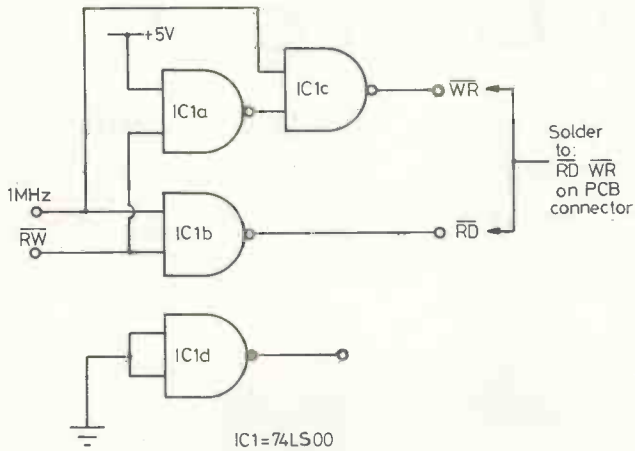 +5V
IC1a
IC1c
WR
Solder
to:
RD WR
on PCB
connector
1MHz
RW
IC1b
RD
IC1d
IC1=74LS00